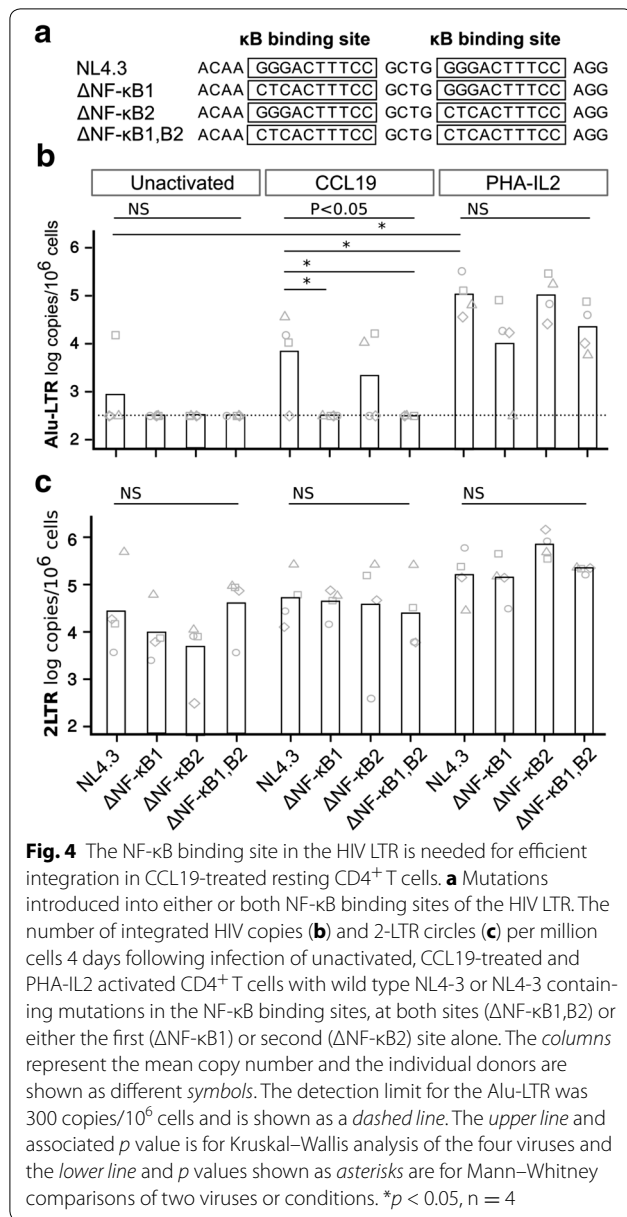 a
κB binding site κB binding site
NL4.3 ACAA GGGACTTTCC GCTG GGGACTTTCC AGG
ΔNF-κB1 ACAA CTCACTTTCC GCTG GGGACTTTCC AGG
ΔNF-κB2 ACAA GGGACTTTCC GCTG CTCACTTTCC AGG
ΔNF-κB1,B2 ACAA CTCACTTTCC GCTG CTCACTTTCC AGG
b
Unactivated CCL19 PHA-IL2
NS P<0.05 NS
*
*
*
*
Alu-LTR log copies/10⁶ cells
6
5
4
3
2
c
NS NS NS
2LTR log copies/10⁶ cells
6
5
4
3
2
NL4.3 ΔNF-κB1 ΔNF-κB2 ΔNF-κB1,B2 NL4.3 ΔNF-κB1 ΔNF-κB2 ΔNF-κB1,B2 NL4.3 ΔNF-κB1 ΔNF-κB2 ΔNF-κB1,B2
Fig. 4 The NF-κB binding site in the HIV LTR is needed for efficient
integration in CCL19-treated resting CD4⁺ T cells. a Mutations
introduced into either or both NF-κB binding sites of the HIV LTR. The
number of integrated HIV copies (b) and 2-LTR circles (c) per million
cells 4 days following infection of unactivated, CCL19-treated and
PHA-IL2 activated CD4⁺ T cells with wild type NL4-3 or NL4-3 contain-
ing mutations in the NF-κB binding sites, at both sites (ΔNF-κB1,B2) or
either the first (ΔNF-κB1) or second (ΔNF-κB2) site alone. The columns
represent the mean copy number and the individual donors are
shown as different symbols. The detection limit for the Alu-LTR was
300 copies/10⁶ cells and is shown as a dashed line. The upper line and
associated p value is for Kruskal–Wallis analysis of the four viruses and
the lower line and p values shown as asterisks are for Mann–Whitney
comparisons of two viruses or conditions. *p < 0.05, n = 4